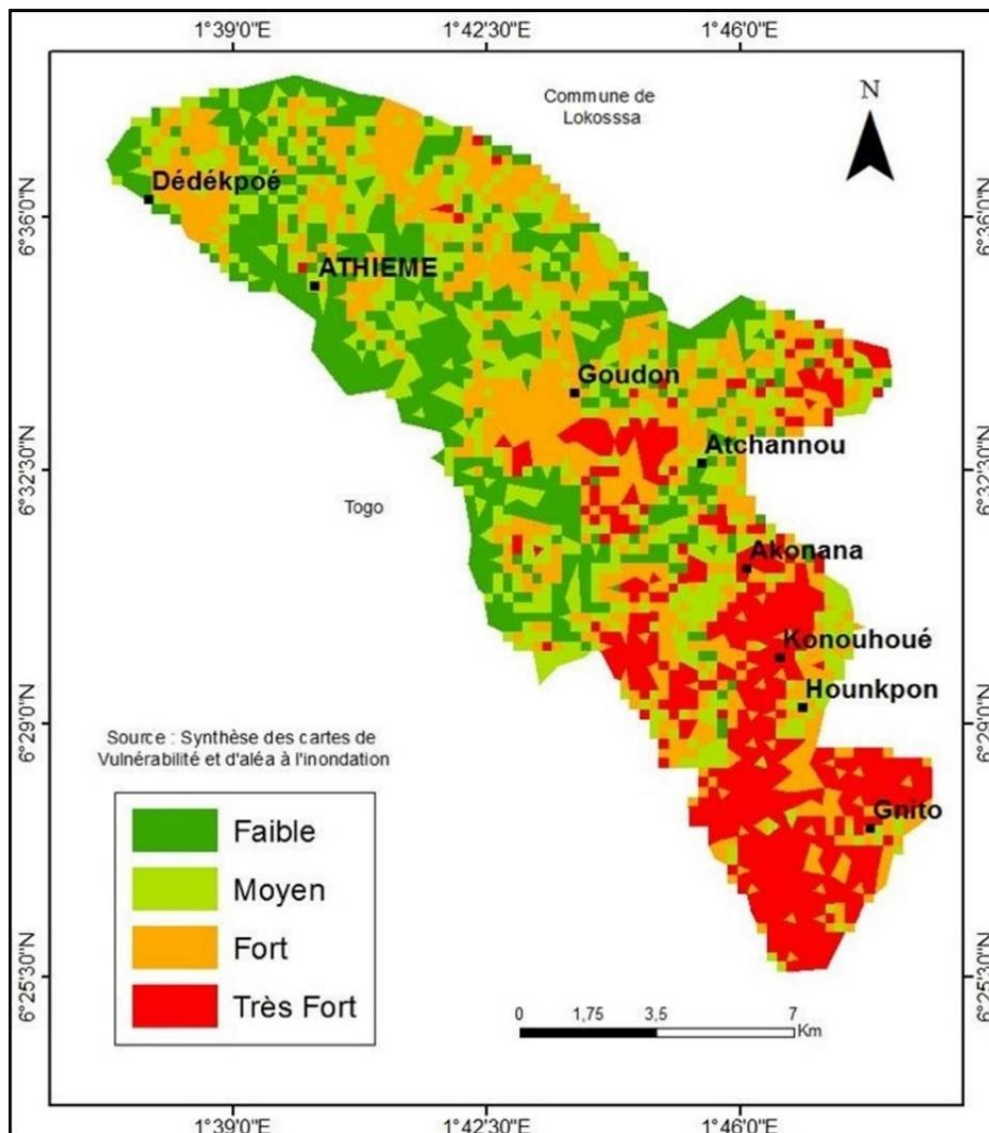 1°39'0"E
1°42'30"E
1°46'0"E
Commune de
Lokosssa
N
Dédékpoé
6°36'0"N
6°36'0"N
ATHIEME
Goudon
Atchannou
6°32'30"N
6°32'30"N
Togo
Akonana
Konouhoué
Hounkpon
6°29'0"N
6°29'0"N
Source : Synthèse des cartes de
Vulnérabilité et d'aléa à l'inondation
Gnito
Faible
Moyen
Fort
Très Fort
6°25'30"N
6°25'30"N
0 1,75 3,5 7
Km
1°39'0"E
1°42'30"E
1°46'0"E